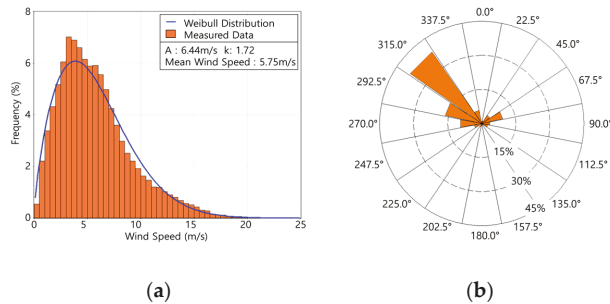 (a)
8
6
4
2
0
Frequency (%)
Weibull Distribution
Measured Data
A : 6.44m/s k: 1.72
Mean Wind Speed : 5.75m/s
0 5 10 15 20 25
Wind Speed (m/s)
(b)
0.0°
22.5°
45.0°
67.5°
90.0°
112.5°
135.0°
157.5°
180.0°
202.5°
225.0°
247.5°
270.0°
292.5°
315.0°
337.5°
15%
30%
45%
(a) (b)